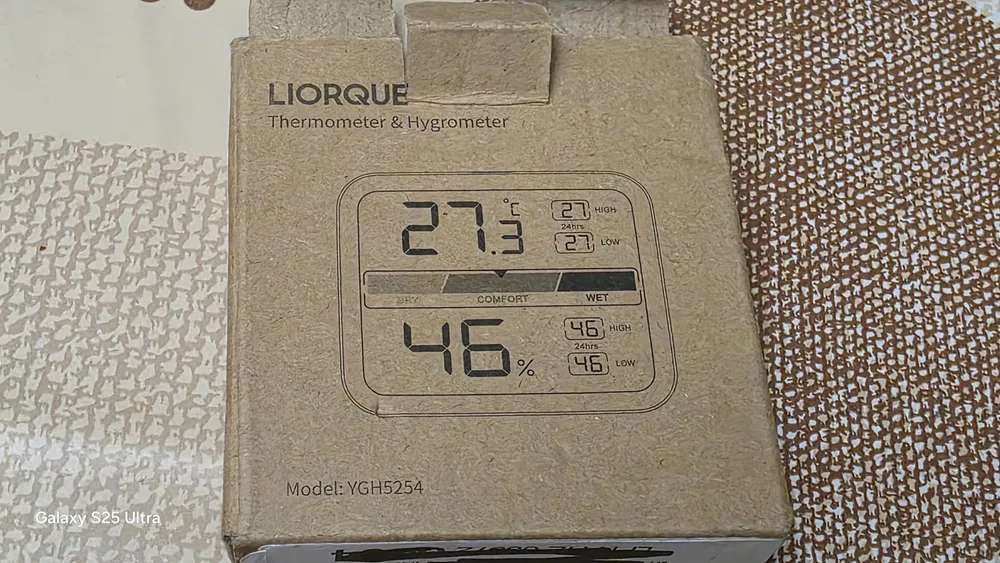 LIORQUE
Thermometer & Hygrometer
27.3 °C
27 HIGH
24hrs
27 LOW
DRY COMFORT WET
46 %
46 HIGH
24hrs
46 LOW
Model: YGH5254
Galaxy S25 Ultra